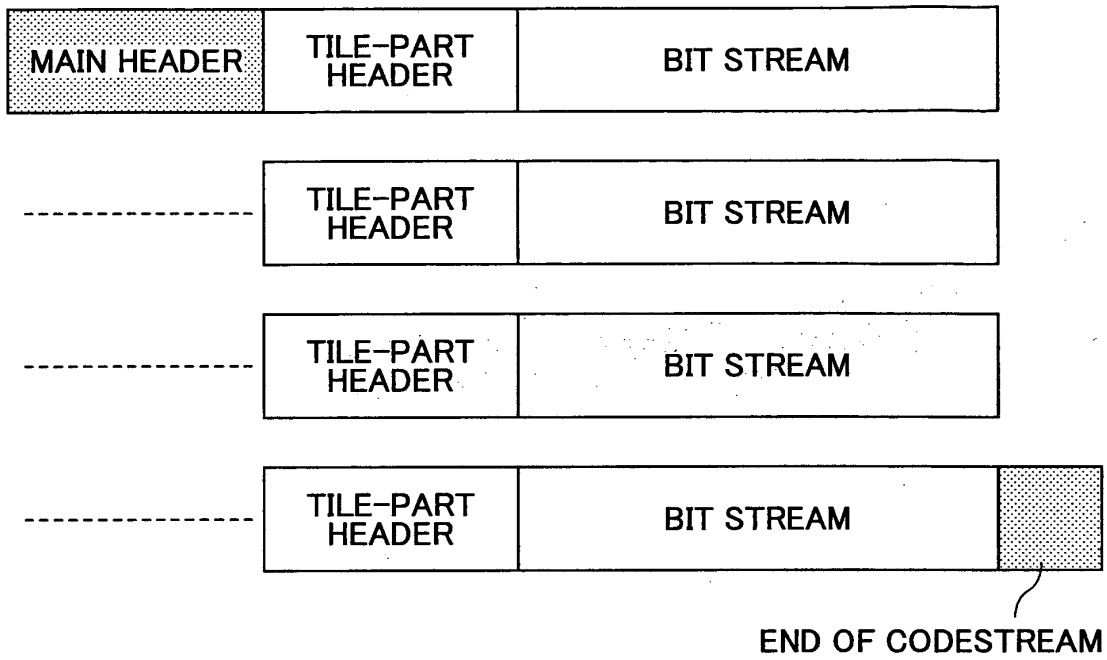 MAIN HEADER
TILE-PART
HEADER
BIT STREAM
TILE-PART
HEADER
BIT STREAM
TILE-PART
HEADER
BIT STREAM
TILE-PART
HEADER
BIT STREAM
END OF CODESTREAM